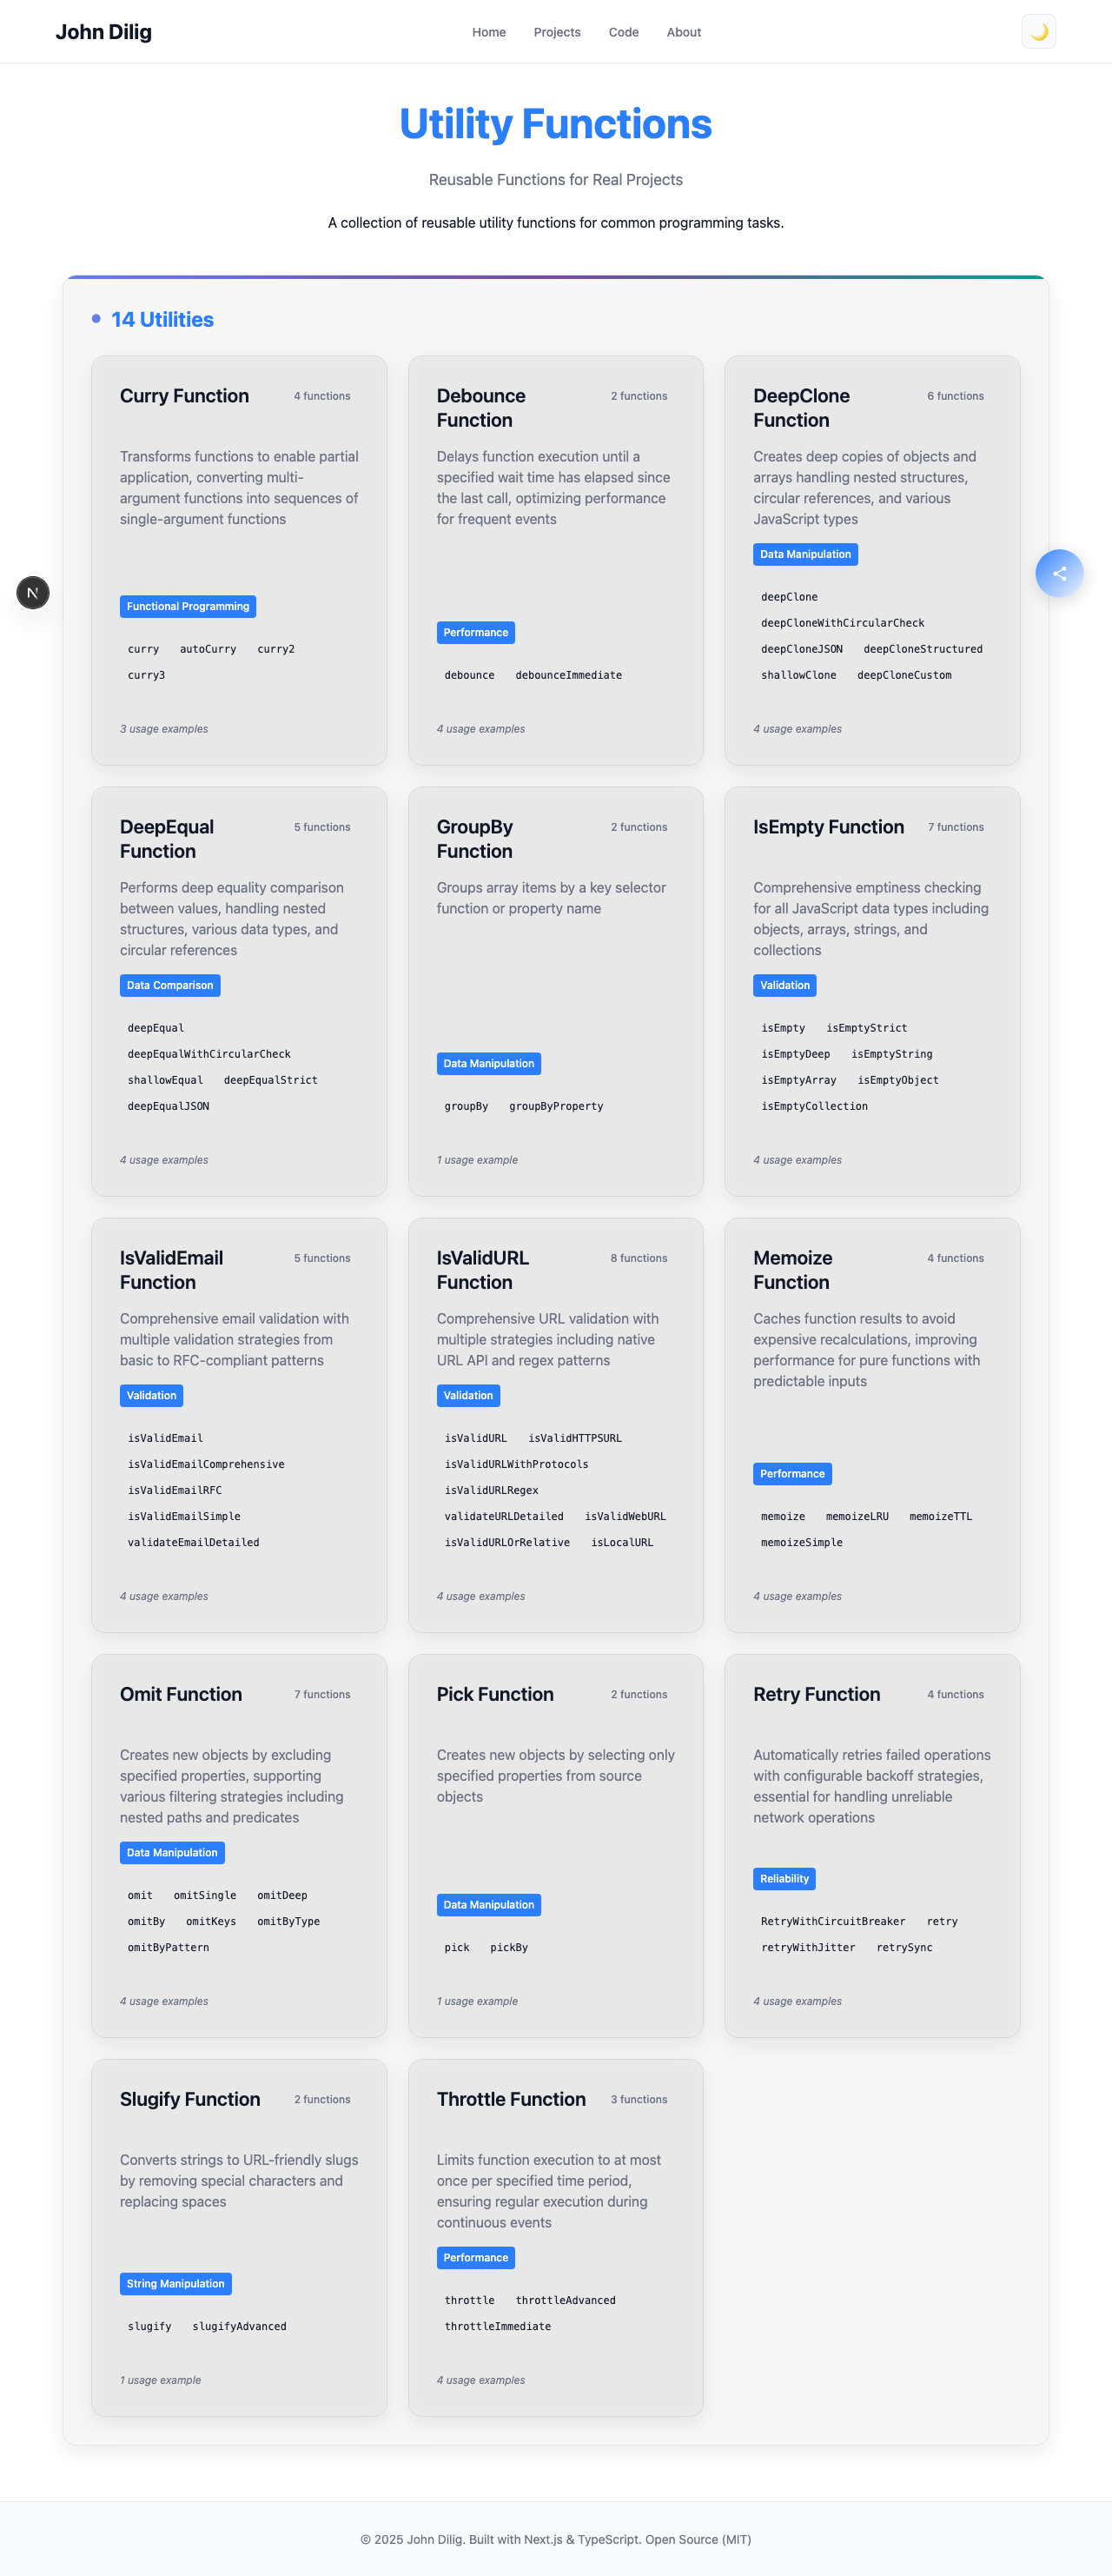 John Dilig
Home Projects Code About
Utility Functions
Reusable Functions for Real Projects
A collection of reusable utility functions for common programming tasks.
14 Utilities
Curry Function
4 functions
Transforms functions to enable partial
application, converting multi-
argument functions into sequences of
single-argument functions
Functional Programming
curry autoCurry curry2
curry3
3 usage examples
Debounce
Function
2 functions
Delays function execution until a
specified wait time has elapsed since
the last call, optimizing performance
for frequent events
Performance
debounce debounceImmediate
4 usage examples
DeepClone
Function
6 functions
Creates deep copies of objects and
arrays handling nested structures,
circular references, and various
JavaScript types
Data Manipulation
deepClone
deepCloneWithCircularCheck
deepCloneJSON deepCloneStructured
shallowClone deepCloneCustom
4 usage examples
N
DeepEqual
Function
5 functions
Performs deep equality comparison
between values, handling nested
structures, various data types, and
circular references
Data Comparison
deepEqual
deepEqualWithCircularCheck
shallowEqual deepEqualStrict
deepEqualJSON
4 usage examples
GroupBy
Function
2 functions
Groups array items by a key selector
function or property name
Data Manipulation
groupBy groupByProperty
1 usage example
IsEmpty Function
7 functions
Comprehensive emptiness checking
for all JavaScript data types including
objects, arrays, strings, and
collections
Validation
isEmpty isEmptyStrict
isEmptyDeep isEmptyString
isEmptyArray isEmptyObject
isEmptyCollection
4 usage examples
IsValidEmail
Function
5 functions
Comprehensive email validation with
multiple validation strategies from
basic to RFC-compliant patterns
Validation
isValidEmail
isValidEmailComprehensive
isValidEmailRFC
isValidEmailSimple
validateEmailDetailed
4 usage examples
IsValidURL
Function
8 functions
Comprehensive URL validation with
multiple strategies including native
URL API and regex patterns
Validation
isValidURL isValidHTTPSURL
isValidURLWithProtocols
isValidURLRegex
validateURLDetailed isValidWebURL
isValidURLOrRelative isLocalURL
4 usage examples
Memoize
Function
4 functions
Caches function results to avoid
expensive recalculations, improving
performance for pure functions with
predictable inputs
Performance
memoize memoizeLRU memoizeTTL
memoizeSimple
4 usage examples
Omit Function
7 functions
Creates new objects by excluding
specified properties, supporting
various filtering strategies including
nested paths and predicates
Data Manipulation
omit omitSingle omitDeep
omitBy omitKeys omitByType
omitByPattern
4 usage examples
Pick Function
2 functions
Creates new objects by selecting only
specified properties from source
objects
Data Manipulation
pick pickBy
1 usage example
Retry Function
4 functions
Automatically retries failed operations
with configurable backoff strategies,
essential for handling unreliable
network operations
Reliability
RetryWithCircuitBreaker retry
retryWithJitter retrySync
4 usage examples
Slugify Function
2 functions
Converts strings to URL-friendly slugs
by removing special characters and
replacing spaces
String Manipulation
slugify slugifyAdvanced
1 usage example
Throttle Function
3 functions
Limits function execution to at most
once per specified time period,
ensuring regular execution during
continuous events
Performance
throttle throttleAdvanced
throttleImmediate
4 usage examples
© 2025 John Dilig. Built with Next.js & TypeScript. Open Source (MIT)